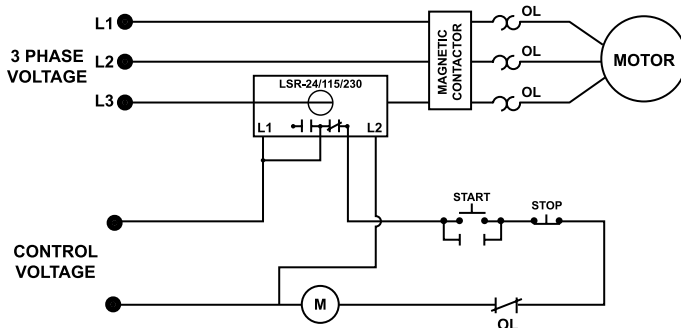 L1
OL
3 PHASE
VOLTAGE
L2
OL
MAGNETIC
CONTACTOR
MOTOR
LSR-24/115/230
L3
OL
L1
L2
START
STOP
CONTROL
VOLTAGE
M
OL